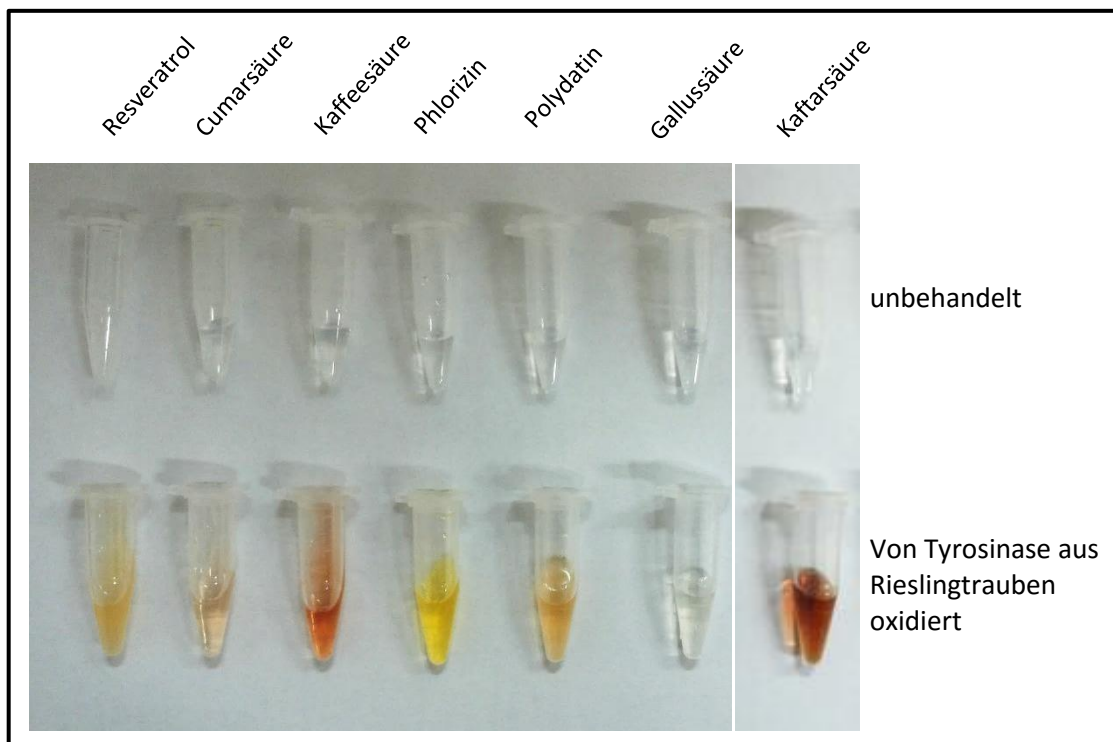 Resveratrol
Cumarsäure
Kaffeesäure
Phlorizin
Polydatin
Gallussäure
Kaftarsäure
unbehandelt
Von Tyrosinase aus
Rieslingtrauben
oxidiert